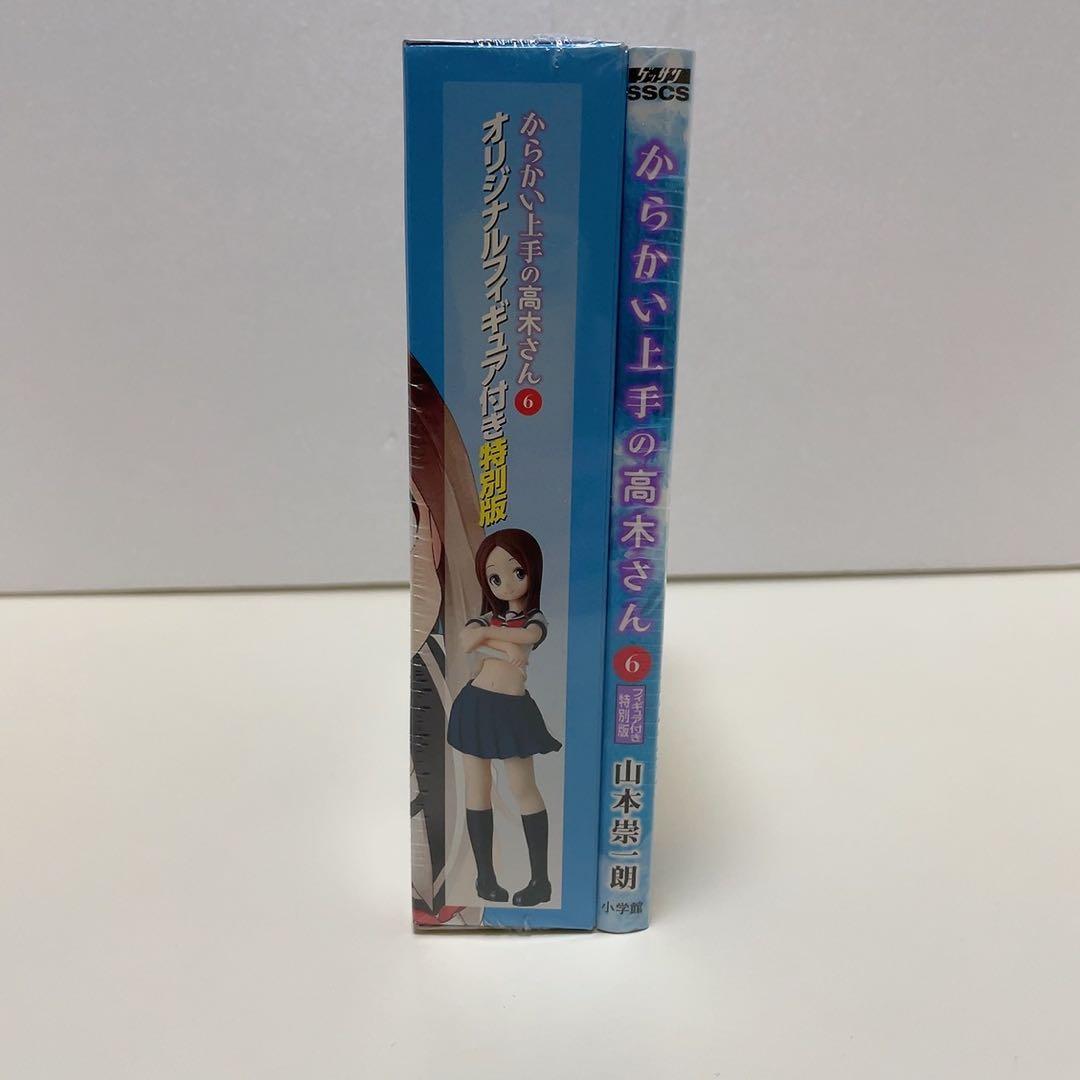 からかい上手の高木さん6
オリジナルフィギュア付き特別版
ゲッサン
SSCS
からかい上手の高木さん
6
フィギュア付き
特別版
山本崇一朗
小学館